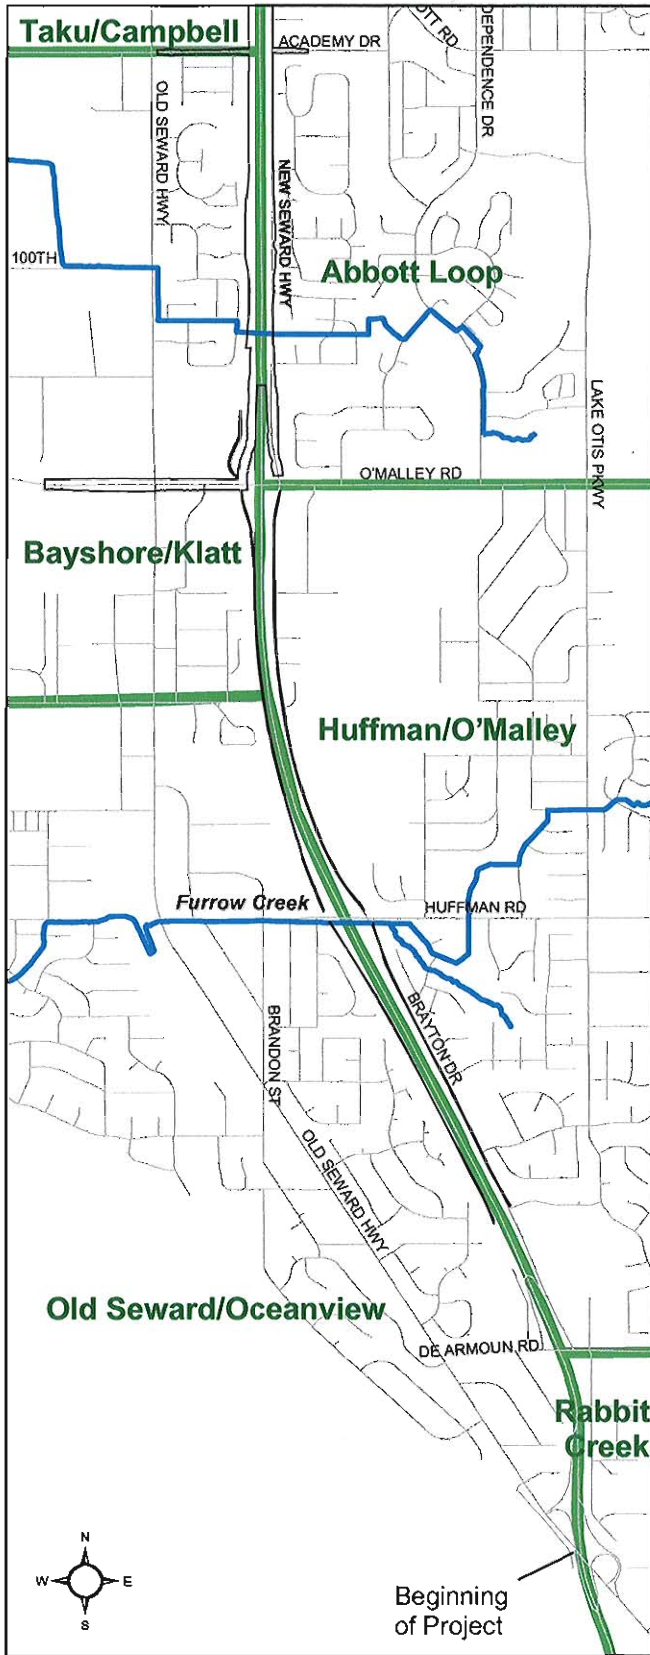 Taku/Campbell
ACADEMY DR
OTT RD
DEPENDENCE DR
OLD SEWARD HWY
NEW SEWARD HWY
100TH
Abbott Loop
LAKE OTIS PKWY
O'MALLEY RD
Bayshore/Klatt
Huffman/O'Malley
Furrow Creek
HUFFMAN RD
BRAYTON DR
BRANDON ST
OLD SEWARD HWY
Old Seward/Oceanview
DE ARMOUN RD
Rabbit
Creek
N
W E
S
Beginning
of Project